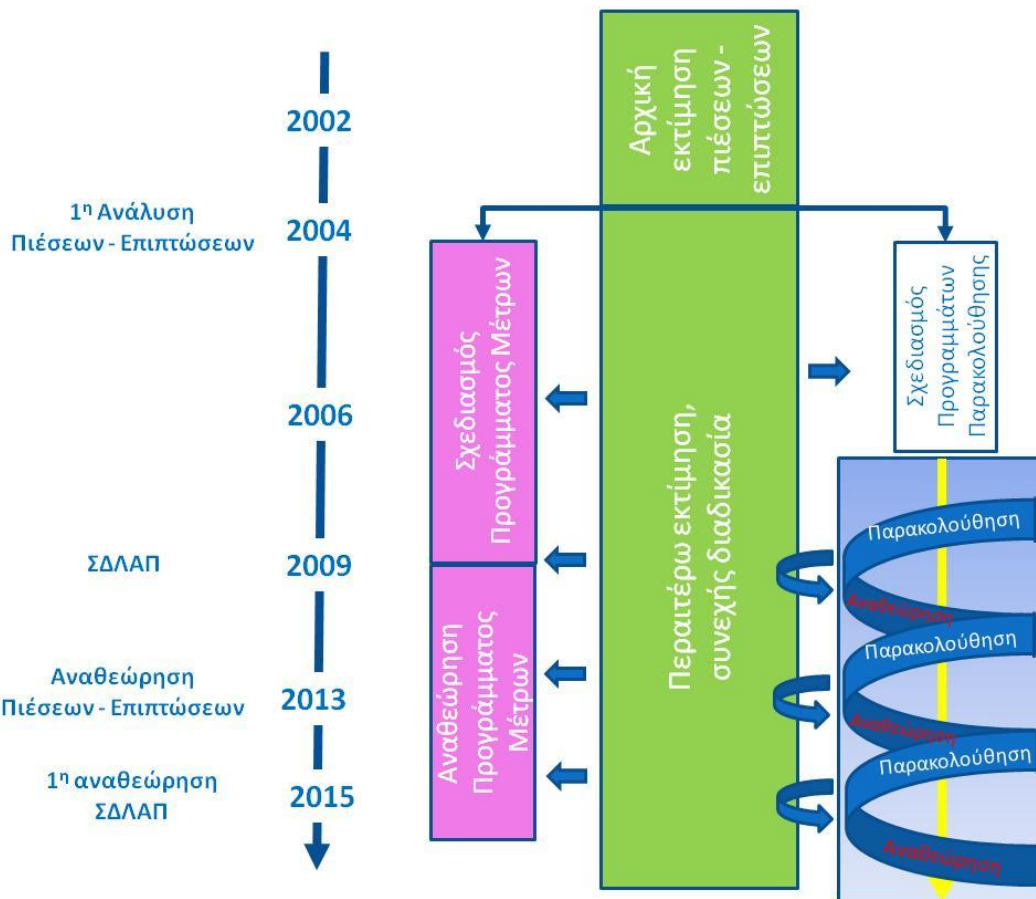 2002
1η Ανάλυση
Πιέσεων - Επιπτώσεων
2004
2006
ΣΔΛΑΠ
2009
Αναθεώρηση
Πιέσεων - Επιπτώσεων
2013
1η αναθεώρηση
ΣΔΛΑΠ
2015
Σχεδιασμός
Προγράμματος Μέτρων
Αναθεώρηση
Προγράμματος
Μέτρων
Αρχική
εκτίμηση
πιέσεων -
επιπτώσεων
Περαιτέρω εκτίμηση,
συνεχής διαδικασία
Σχεδιασμός
Προγραμμάτων
Παρακολούθησης
Παρακολούθηση
Αναθεώρηση
Παρακολούθηση
Αναθεώρηση
Παρακολούθηση
Αναθεώρηση